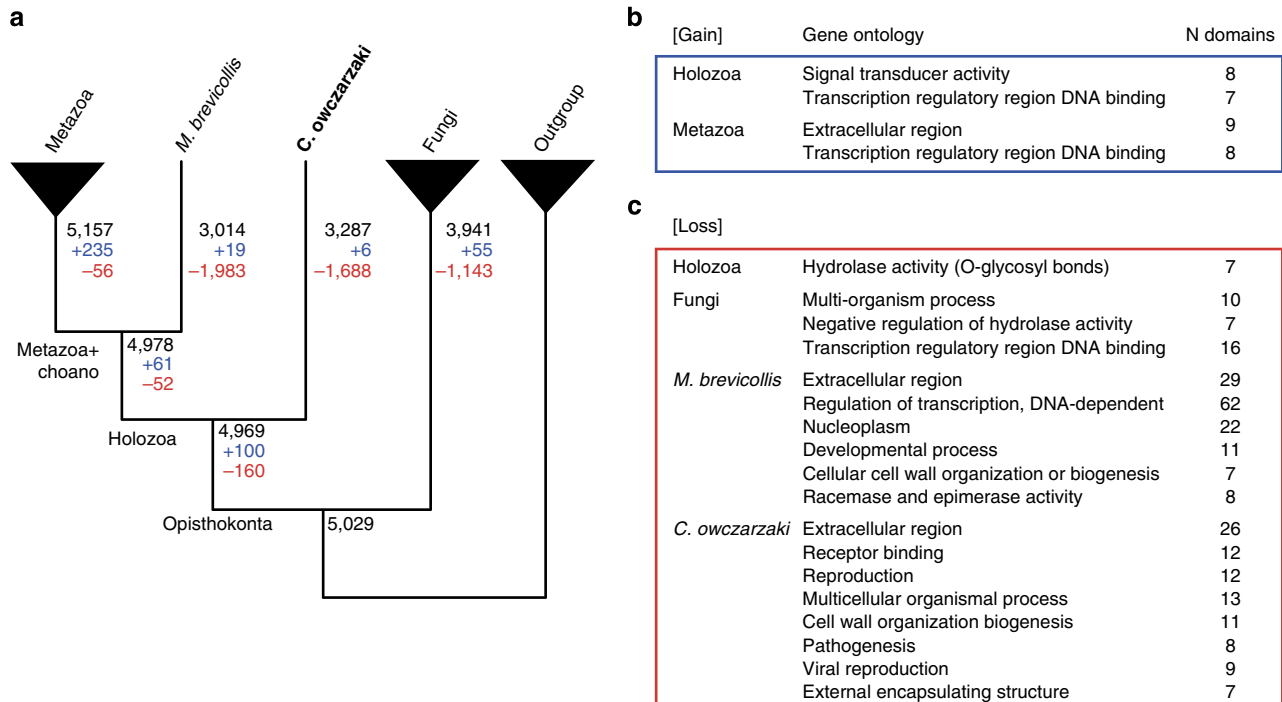 a
Metazoa
M. brevicollis
C. owczarzaki
Fungi
Outgroup
5,157
+235
−56
3,014
+19
−1,983
3,287
+6
−1,688
3,941
+55
−1,143
Metazoa+
choano
4,978
+61
−52
Holozoa
4,969
+100
−160
Opisthokonta
5,029
b
[Gain] Gene ontology N domains
Holozoa Signal transducer activity 8
Transcription regulatory region DNA binding 7
Metazoa Extracellular region 9
Transcription regulatory region DNA binding 8
c
[Loss]
Holozoa Hydrolase activity (O-glycosyl bonds) 7
Fungi Multi-organism process 10
Negative regulation of hydrolase activity 7
Transcription regulatory region DNA binding 16
M. brevicollis Extracellular region 29
Regulation of transcription, DNA-dependent 62
Nucleoplasm 22
Developmental process 11
Cellular cell wall organization or biogenesis 7
Racemase and epimerase activity 8
C. owczarzaki Extracellular region 26
Receptor binding 12
Reproduction 12
Multicellular organismal process 13
Cell wall organization biogenesis 11
Pathogenesis 8
Viral reproduction 9
External encapsulating structure 7